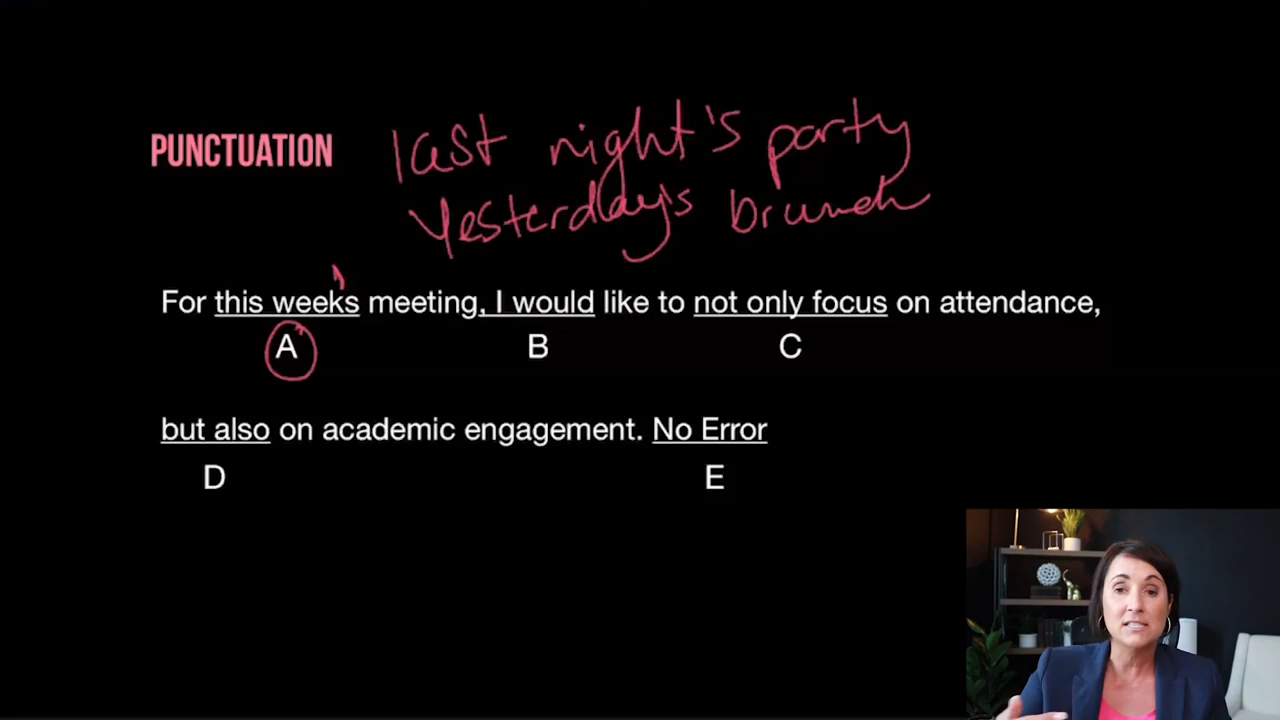 PUNCTUATION
last night's party
Yesterday's brunch
For this weeks meeting, I would like to not only focus on attendance,
A B C
but also on academic engagement. No Error
D E